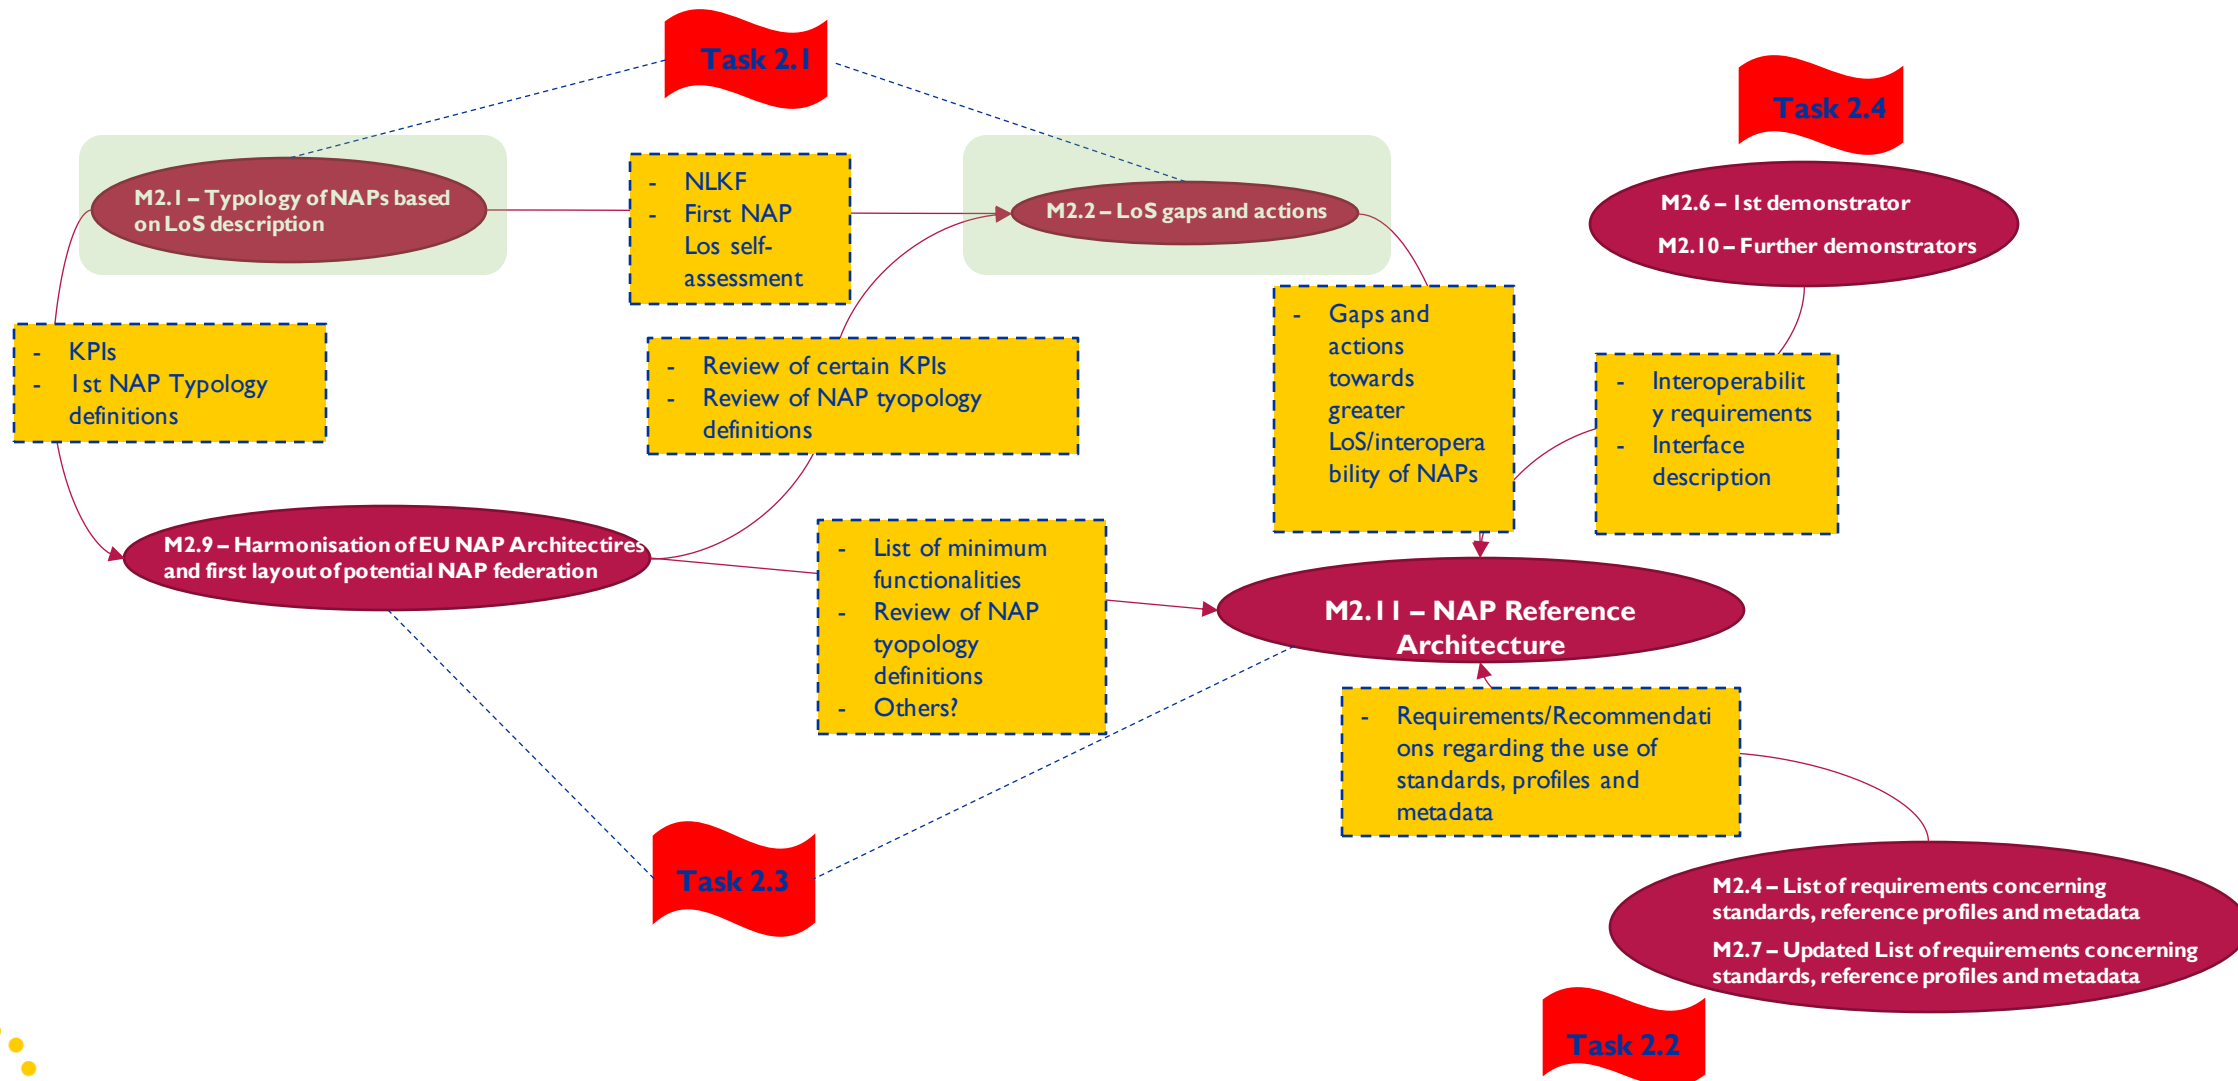 Task 2.1
Task 2.4
M2.1 – Typology of NAPs based
on LoS description
- NLKF
- First NAP
Los self-
assessment
M2.2 – LoS gaps and actions
M2.6 – 1st demonstrator
M2.10 – Further demonstrators
- KPIs
- 1st NAP Typology
definitions
- Review of certain KPIs
- Review of NAP tyopology
definitions
- Gaps and
actions
towards
greater
LoS/interopera
bility of NAPs
- Interoperabilit
y requirements
- Interface
description
M2.9 – Harmonisation of EU NAP Architectires
and first layout of potential NAP federation
- List of minimum
functionalities
- Review of NAP
tyopology
definitions
- Others?
M2.11 – NAP Reference
Architecture
- Requirements/Recommendati
ons regarding the use of
standards, profiles and
metadata
Task 2.3
M2.4 – List of requirements concerning
standards, reference profiles and metadata
M2.7 – Updated List of requirements concerning
standards, reference profiles and metadata
Task 2.2